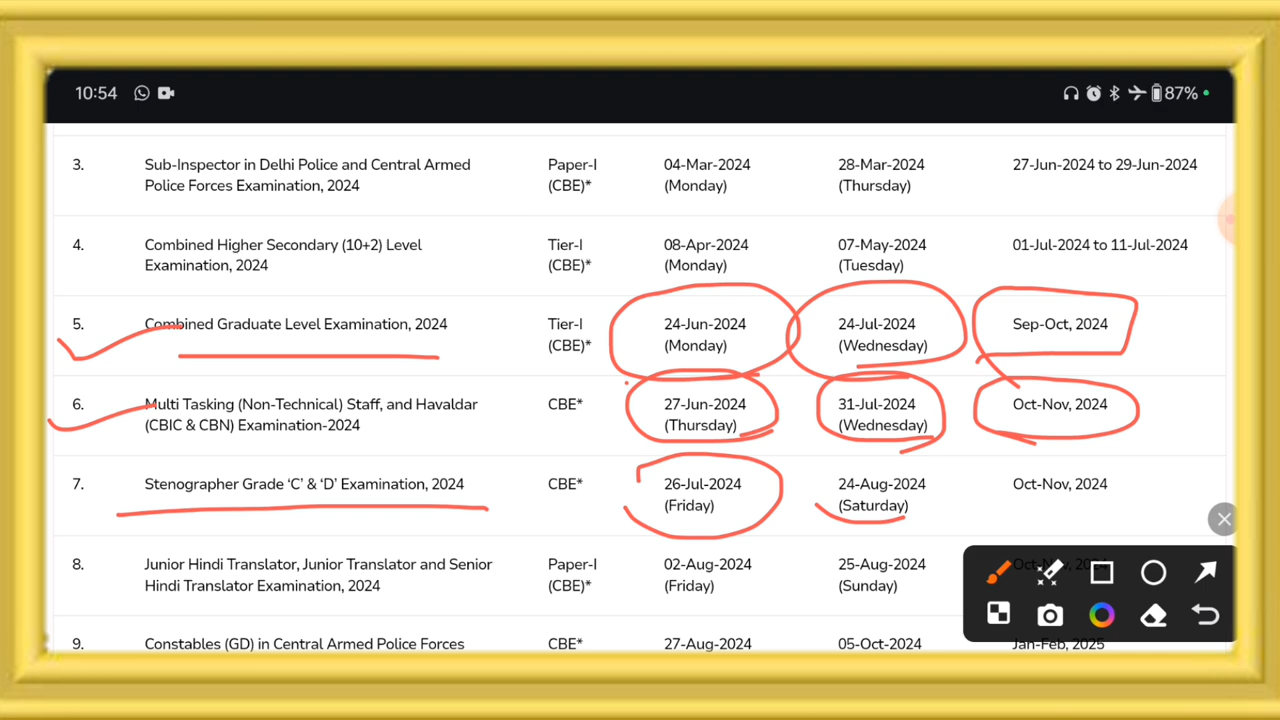 10:54 87%
3. Sub-Inspector in Delhi Police and Central Armed Paper-I 04-Mar-2024 28-Mar-2024 27-Jun-2024 to 29-Jun-2024
Police Forces Examination, 2024 (CBE)* (Monday) (Thursday)
4. Combined Higher Secondary (10+2) Level Tier-I 08-Apr-2024 07-May-2024 01-Jul-2024 to 11-Jul-2024
Examination, 2024 (CBE)* (Monday) (Tuesday)
5. Combined Graduate Level Examination, 2024 Tier-I 24-Jun-2024 24-Jul-2024 Sep-Oct, 2024
(CBE)* (Monday) (Wednesday)
6. Multi Tasking (Non-Technical) Staff, and Havaldar CBE* 27-Jun-2024 31-Jul-2024 Oct-Nov, 2024
(CBIC & CBN) Examination-2024 (Thursday) (Wednesday)
7. Stenographer Grade ‘C’ & ‘D’ Examination, 2024 CBE* 26-Jul-2024 24-Aug-2024 Oct-Nov, 2024
(Friday) (Saturday)
8. Junior Hindi Translator, Junior Translator and Senior Paper-I 02-Aug-2024 25-Aug-2024 Oct-Nov, 2024
Hindi Translator Examination, 2024 (CBE)* (Friday) (Sunday)
9. Constables (GD) in Central Armed Police Forces CBE* 27-Aug-2024 05-Oct-2024 Jan-Feb, 2025